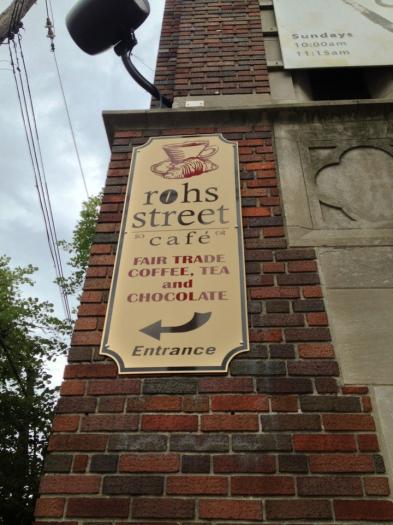 Sundays
10:00am
11:15am
rohs
street
café
FAIR TRADE
COFFEE, TEA
and
CHOCOLATE
Entrance